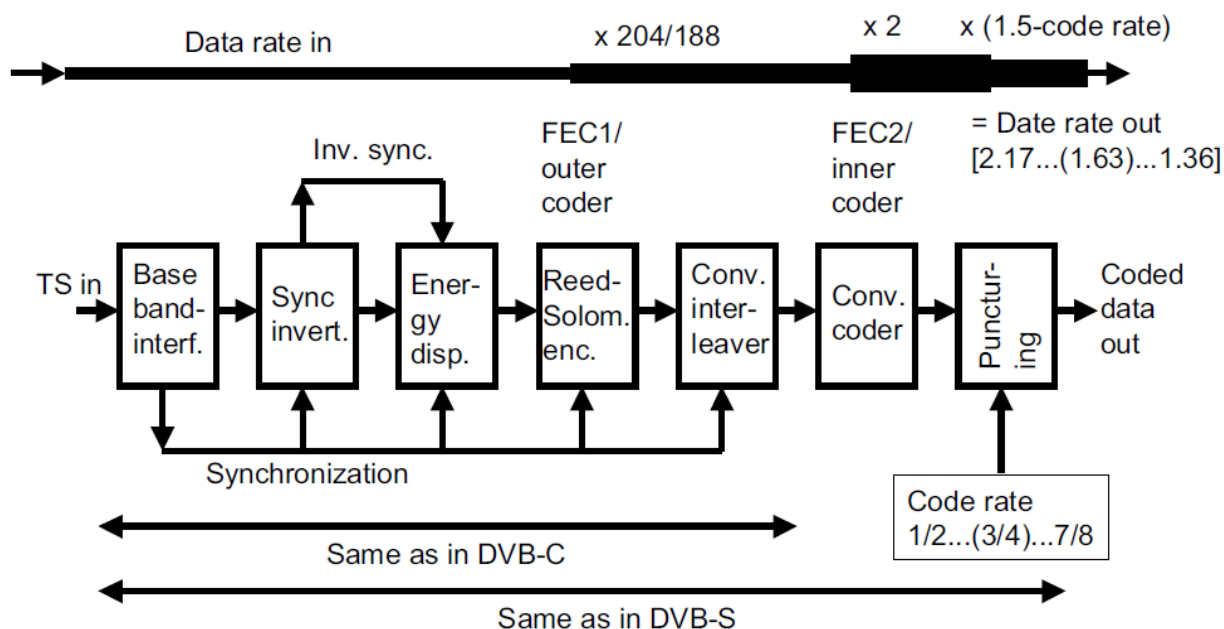 Data rate in
x 204/188
x 2
x (1.5-code rate)
= Date rate out
[2.17...(1.63)...1.36]
Inv. sync.
FEC1/
outer
coder
FEC2/
inner
coder
TS in
Base
band-
interf.
Sync
invert.
Ener-
gy
disp.
Reed-
Solom.
enc.
Conv.
inter-
leaver
Conv.
coder
Punctur-
ing
Coded
data
out
Synchronization
Code rate
1/2...(3/4)...7/8
Same as in DVB-C
Same as in DVB-S